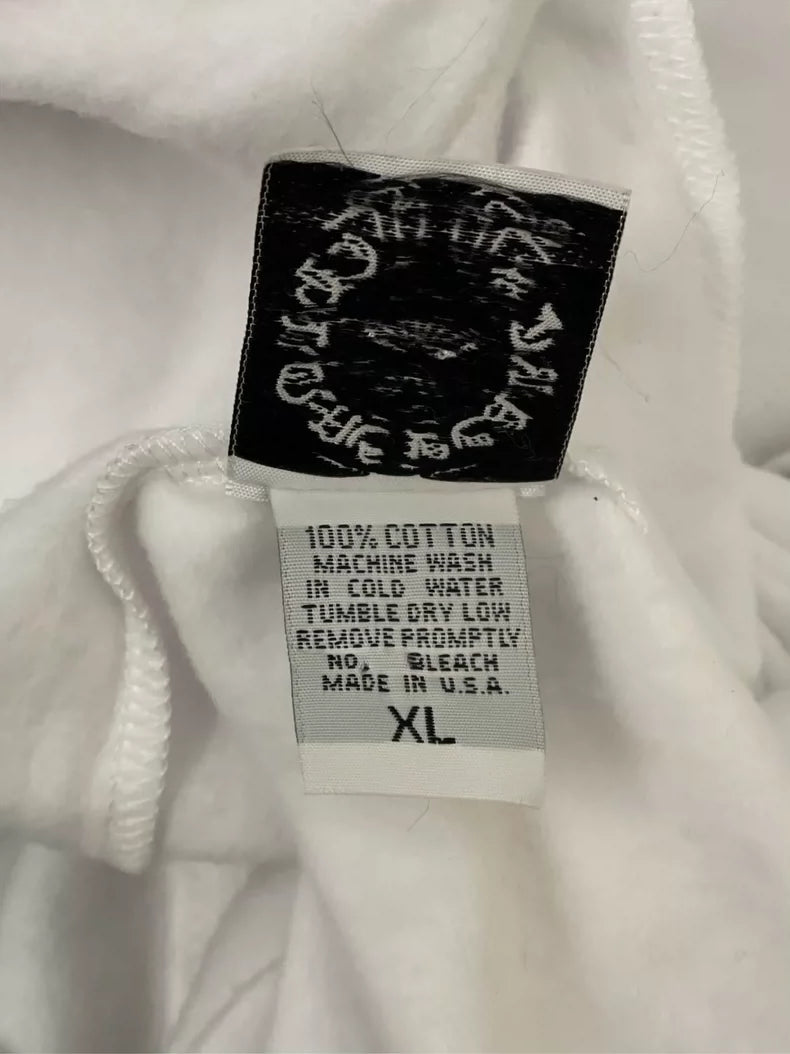 100% COTTON
MACHINE WASH
IN COLD WATER
TUMBLE DRY LOW
REMOVE PROMPTLY
NO, BLEACH
MADE IN U.S.A.
XL